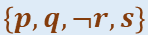 {p, q, ¬r, s}